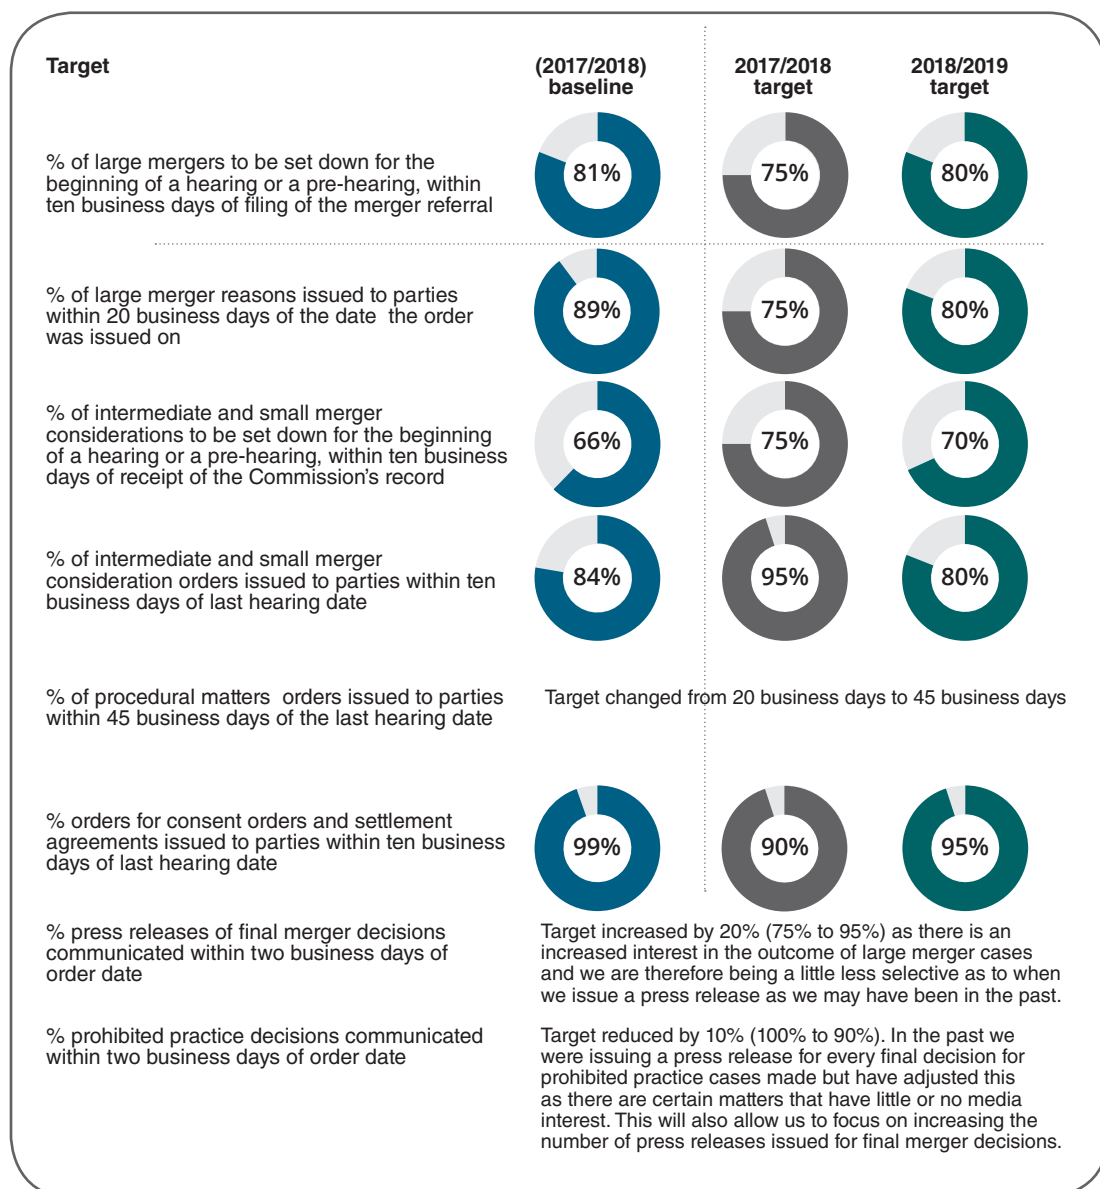 Target
(2017/2018)
baseline
2017/2018
target
2018/2019
target
% of large mergers to be set down for the
beginning of a hearing or a pre-hearing, within
ten business days of filing of the merger referral
81%
75%
80%
% of large merger reasons issued to parties
within 20 business days of the date  the order
was issued on
89%
75%
80%
% of intermediate and small merger
considerations to be set down for the beginning
of a hearing or a pre-hearing, within ten business
days of receipt of the Commission's record
66%
75%
70%
% of intermediate and small merger
consideration orders issued to parties within ten
business days of last hearing date
84%
95%
80%
% of procedural matters  orders issued to parties
within 45 business days of the last hearing date
Target changed from 20 business days to 45 business days
% orders for consent orders and settlement
agreements issued to parties within ten business
days of last hearing date
99%
90%
95%
% press releases of final merger decisions
communicated within two business days of
order date
Target increased by 20% (75% to 95%) as there is an
increased interest in the outcome of large merger cases
and we are therefore being a little less selective as to when
we issue a press release as we may have been in the past.
% prohibited practice decisions communicated
within two business days of order date
Target reduced by 10% (100% to 90%). In the past we
were issuing a press release for every final decision for
prohibited practice cases made but have adjusted this
as there are certain matters that have little or no media
interest. This will also allow us to focus on increasing the
number of press releases issued for final merger decisions.